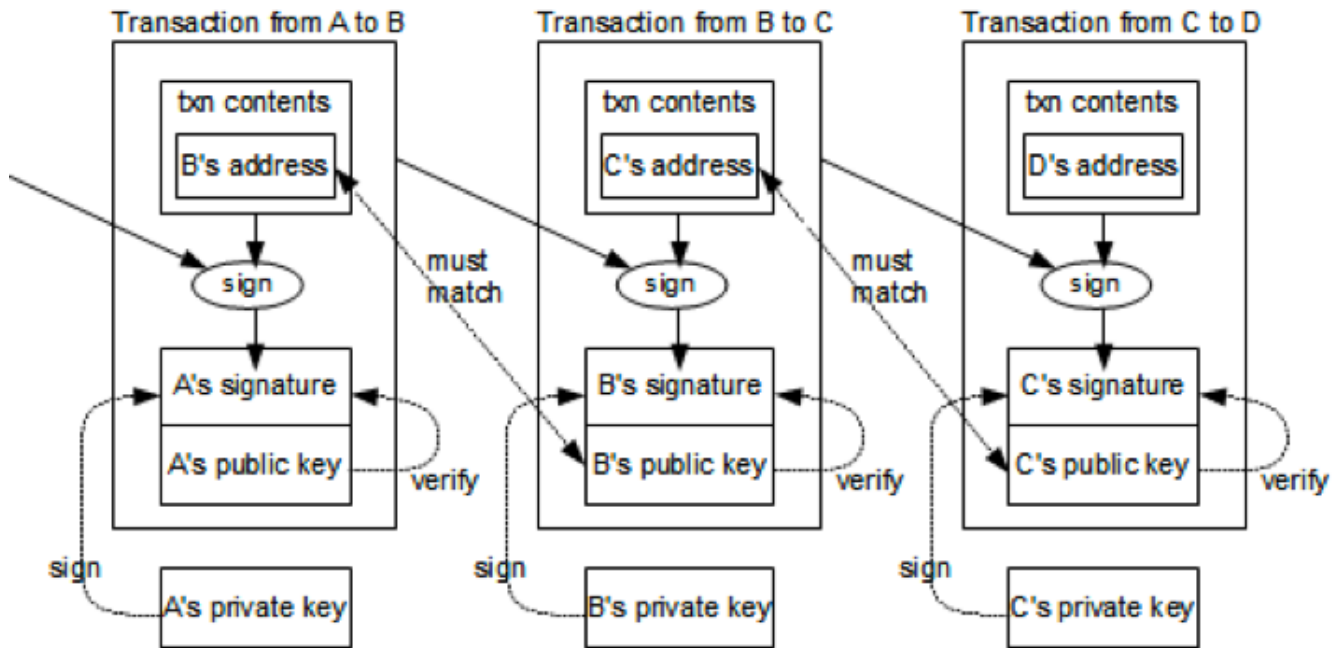 Transaction from A to B
txn contents
B's address
sign
A's signature
A's public key
verify
sign
A's private key
must
match
Transaction from B to C
txn contents
C's address
sign
B's signature
B's public key
verify
sign
B's private key
must
match
Transaction from C to D
txn contents
D's address
sign
C's signature
C's public key
verify
sign
C's private key